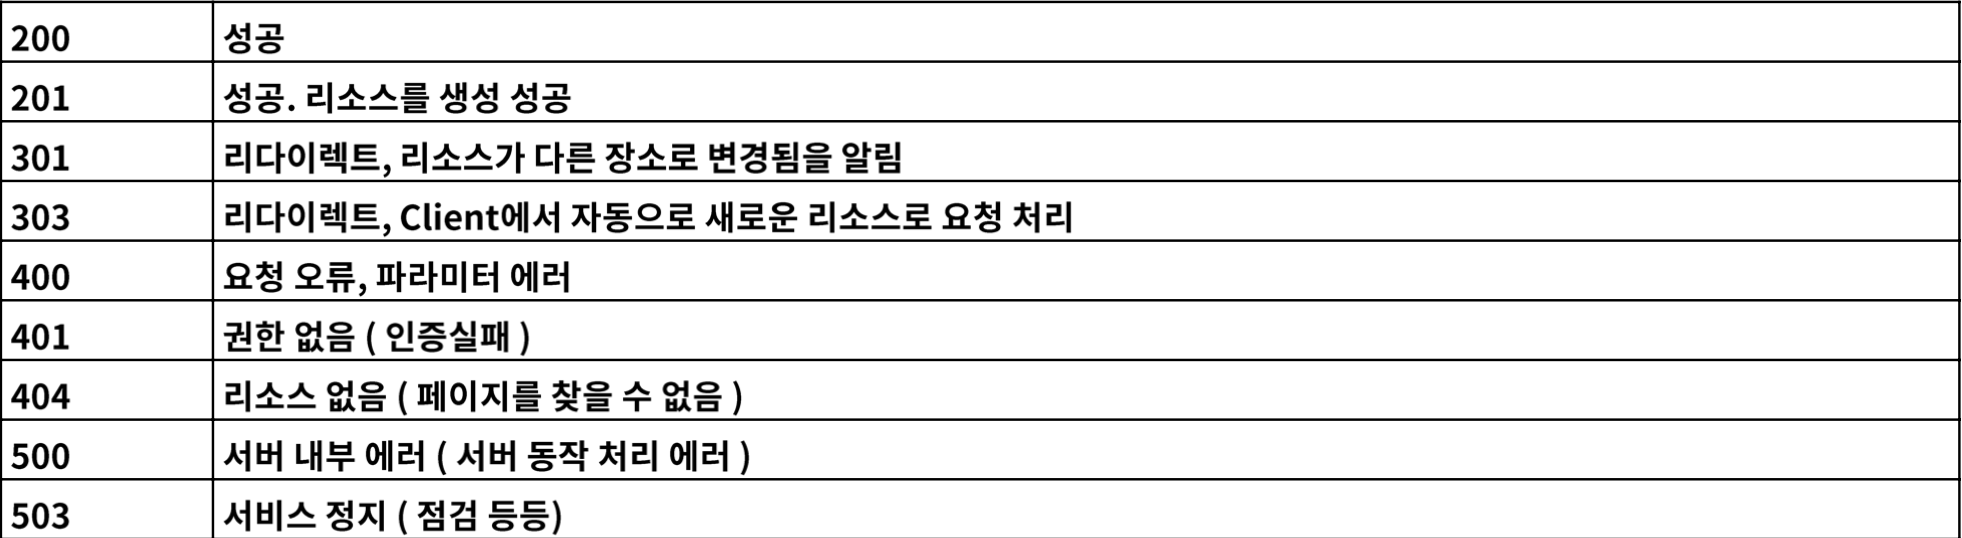 200 성공
201 성공. 리소스를 생성 성공
301 리다이렉트, 리소스가 다른 장소로 변경됨을 알림
303 리다이렉트, Client에서 자동으로 새로운 리소스로 요청 처리
400 요청 오류, 파라미터 에러
401 권한 없음 ( 인증실패 )
404 리소스 없음 ( 페이지를 찾을 수 없음 )
500 서버 내부 에러 ( 서버 동작 처리 에러 )
503 서비스 정지 ( 점검 등등)